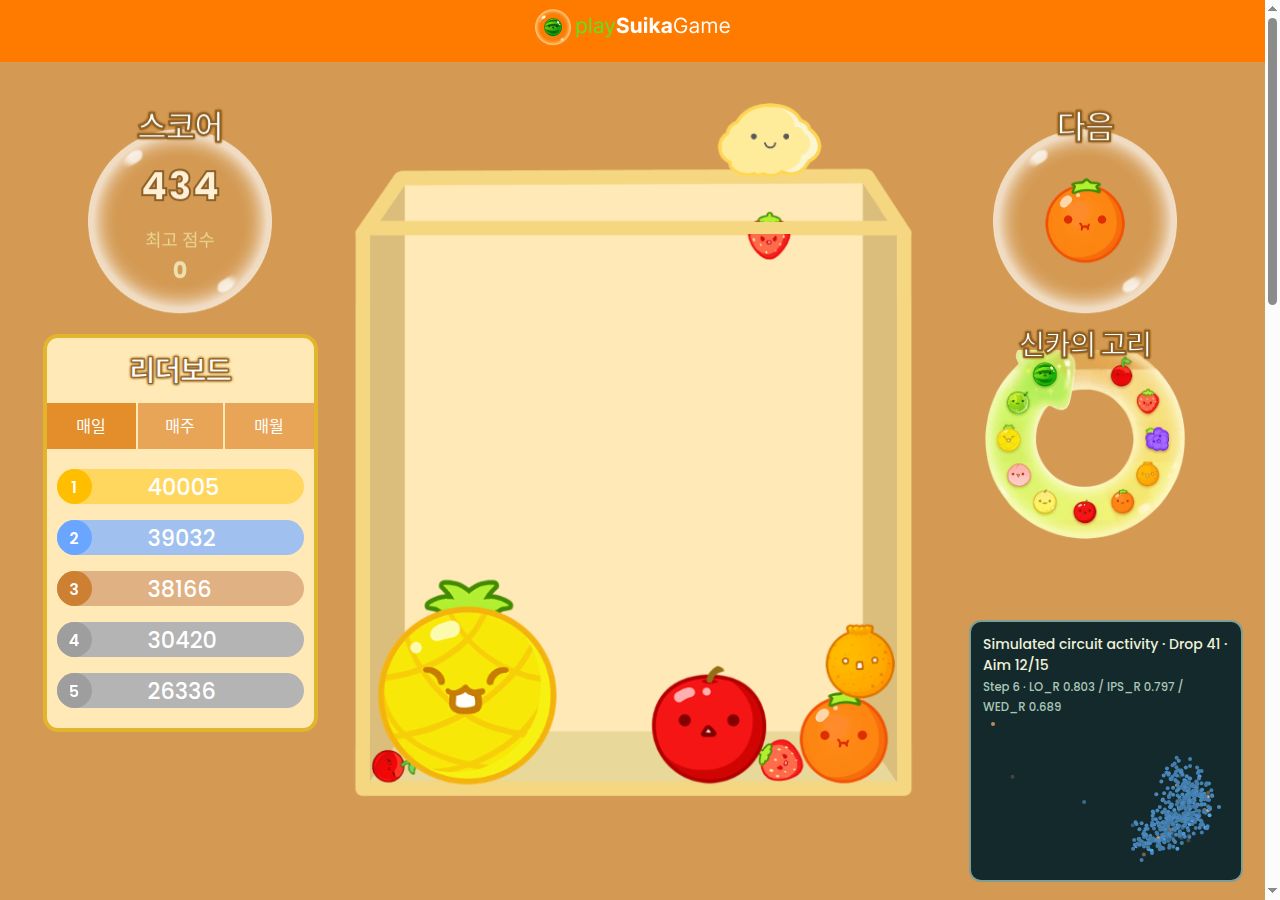 playSuikaGame
스코어
434
최고 점수
0
다음
신카의 고리
리더보드
매일 매주 매월
1 40005
2 39032
3 38166
4 30420
5 26336
Simulated circuit activity · Drop 41 ·
Aim 12/15
Step 6 · LO_R 0.803 / IPS_R 0.797 /
WED_R 0.689